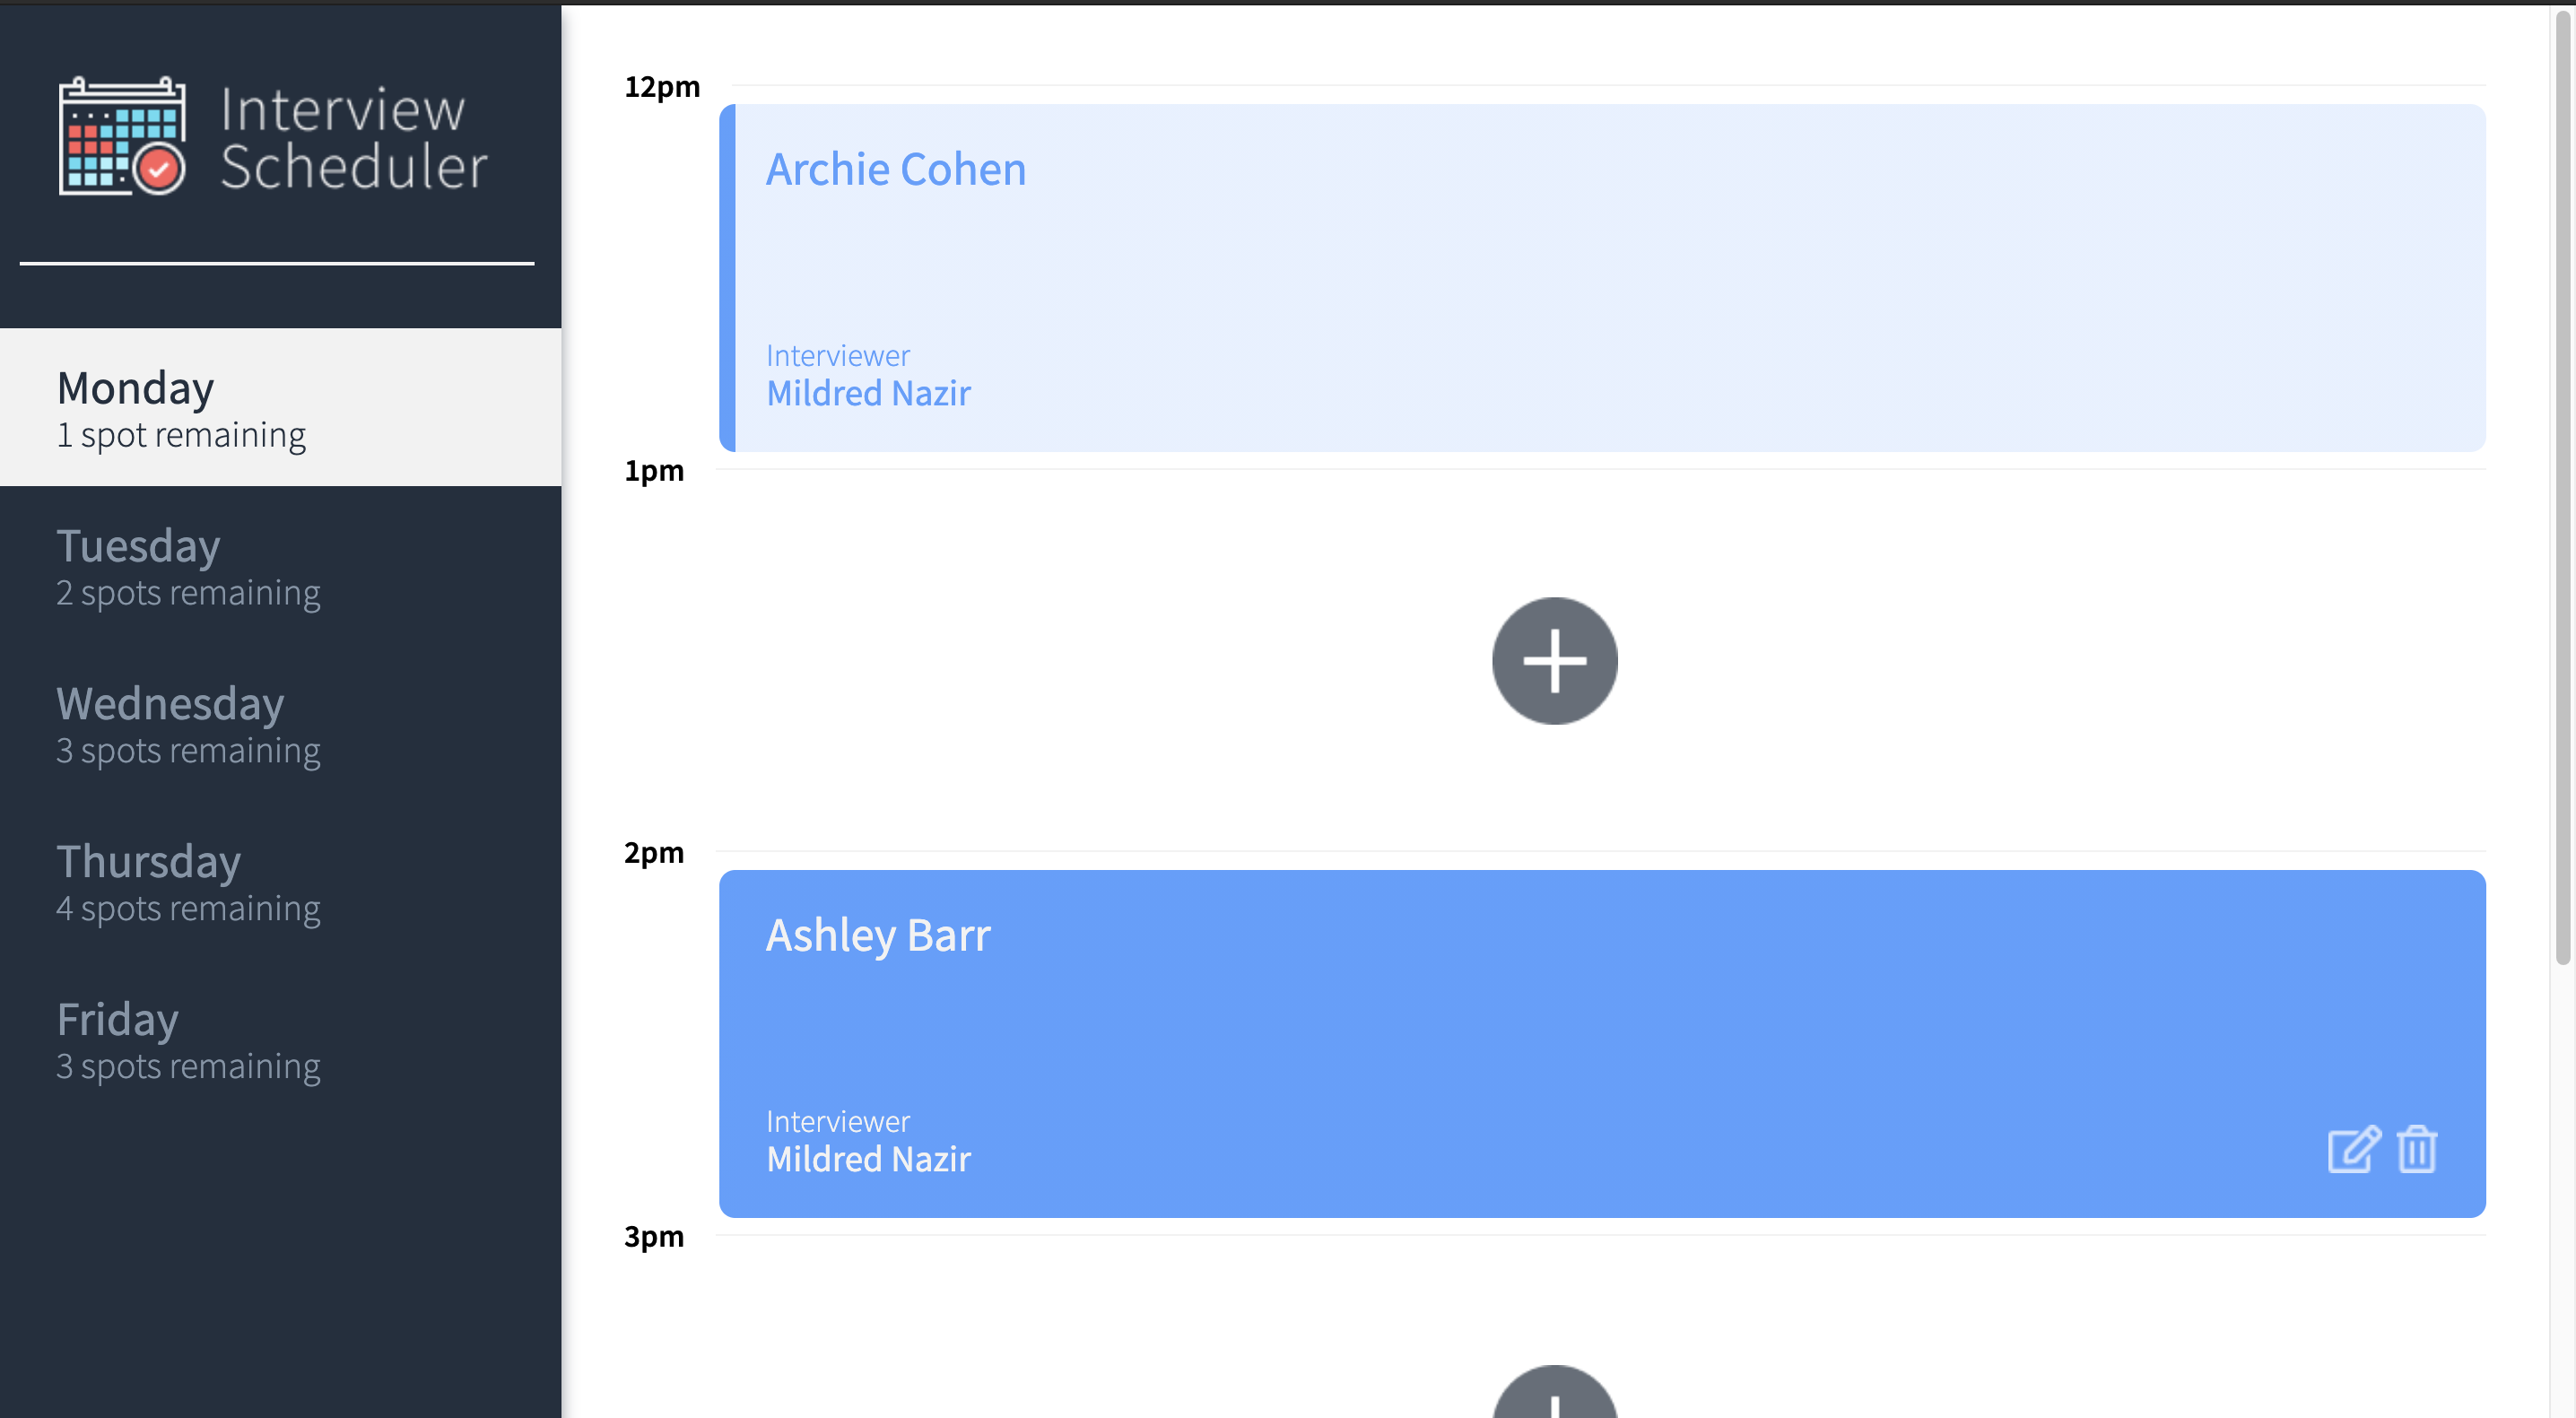 Interview
Scheduler
Monday
1 spot remaining
Tuesday
2 spots remaining
Wednesday
3 spots remaining
Thursday
4 spots remaining
Friday
3 spots remaining
12pm
Archie Cohen
Interviewer
Mildred Nazir
1pm
2pm
Ashley Barr
Interviewer
Mildred Nazir
3pm